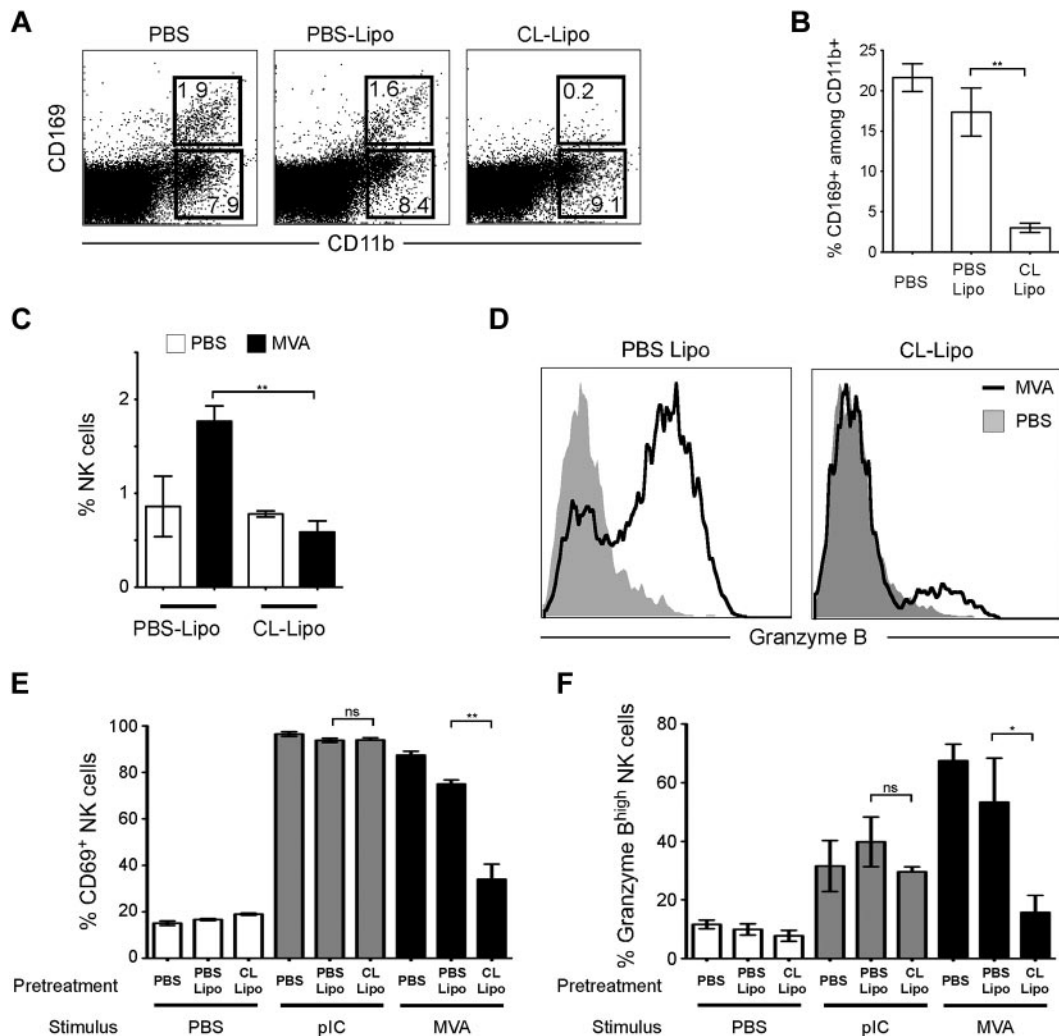 A
PBS
PBS-Lipo
CL-Lipo
CD169
1.9
7.9
1.6
8.4
0.2
9.1
CD11b
B
% CD169+ among CD11b+
25
20
15
10
5
0
**
PBS
PBS Lipo
CL Lipo
C
PBS
MVA
% NK cells
2
1
0
**
PBS-Lipo
CL-Lipo
D
PBS Lipo
CL-Lipo
MVA
PBS
Granzyme B
E
% CD69+ NK cells
100
80
60
40
20
0
ns
**
Pretreatment
PBS
PBS Lipo
CL Lipo
PBS
PBS Lipo
CL Lipo
PBS
PBS Lipo
CL Lipo
Stimulus
PBS
pIC
MVA
F
% Granzyme Bhigh NK cells
80
60
40
20
0
ns
*
Pretreatment
PBS
PBS Lipo
CL Lipo
PBS
PBS Lipo
CL Lipo
PBS
PBS Lipo
CL Lipo
Stimulus
PBS
pIC
MVA